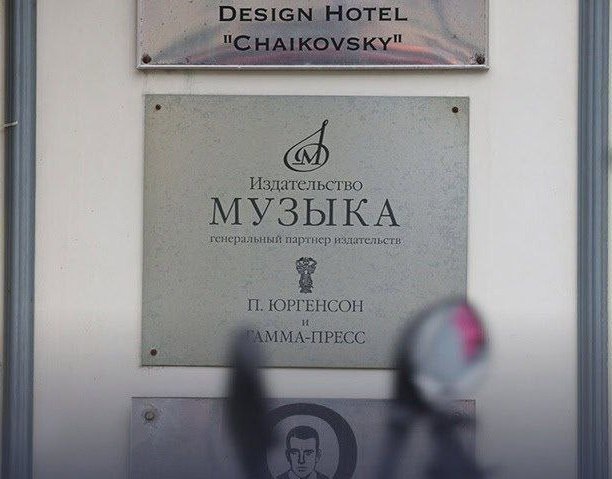 DESIGN HOTEL
"CHAIKOVSKY"
М
Издательство
МУЗЫКА
генеральный партнер издательств
П. ЮРГЕНСОН
и
ГАММА-ПРЕСС